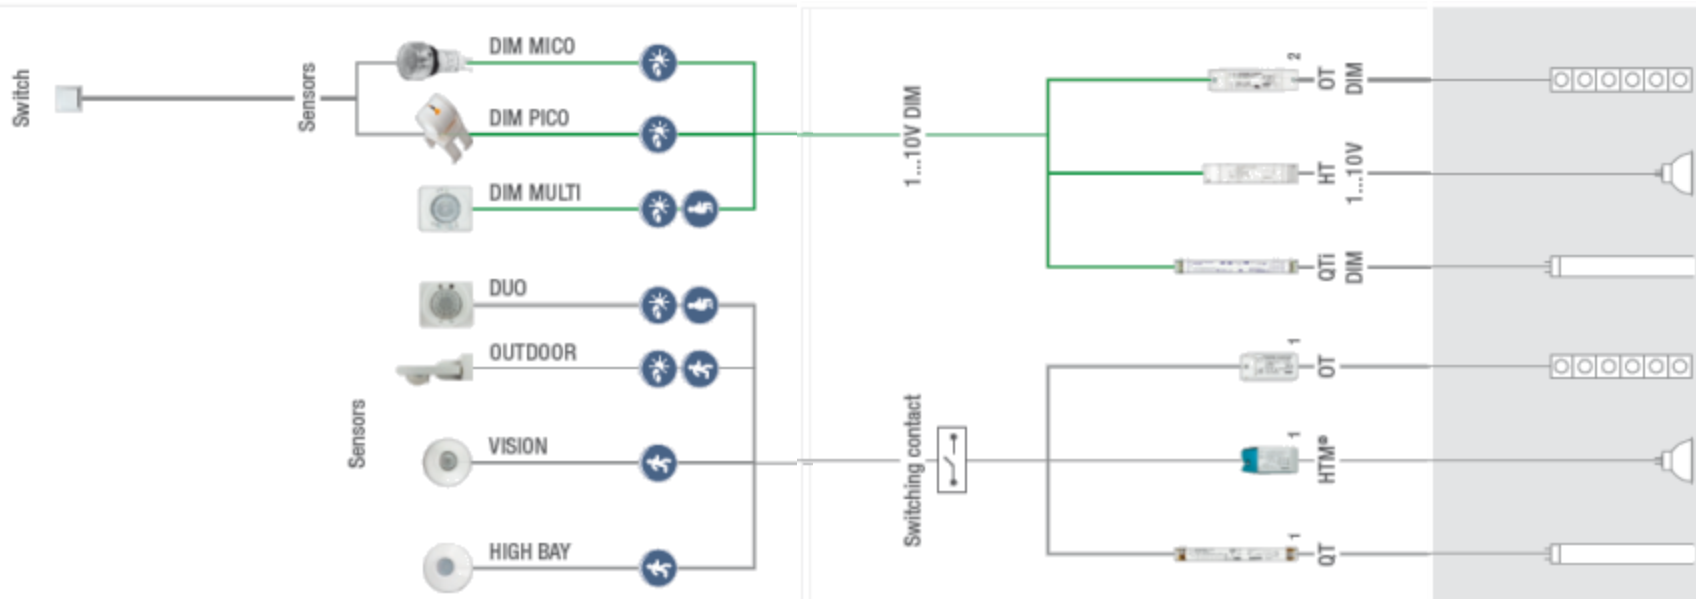 Switch
Sensors
DIM MICO
DIM PICO
DIM MULTI
1...10V DIM
2
OT
DIM
HT
1...10V
QTi
DIM
Sensors
DUO
OUTDOOR
VISION
HIGH BAY
Switching contact
1
OT
1
HTM®
1
QT